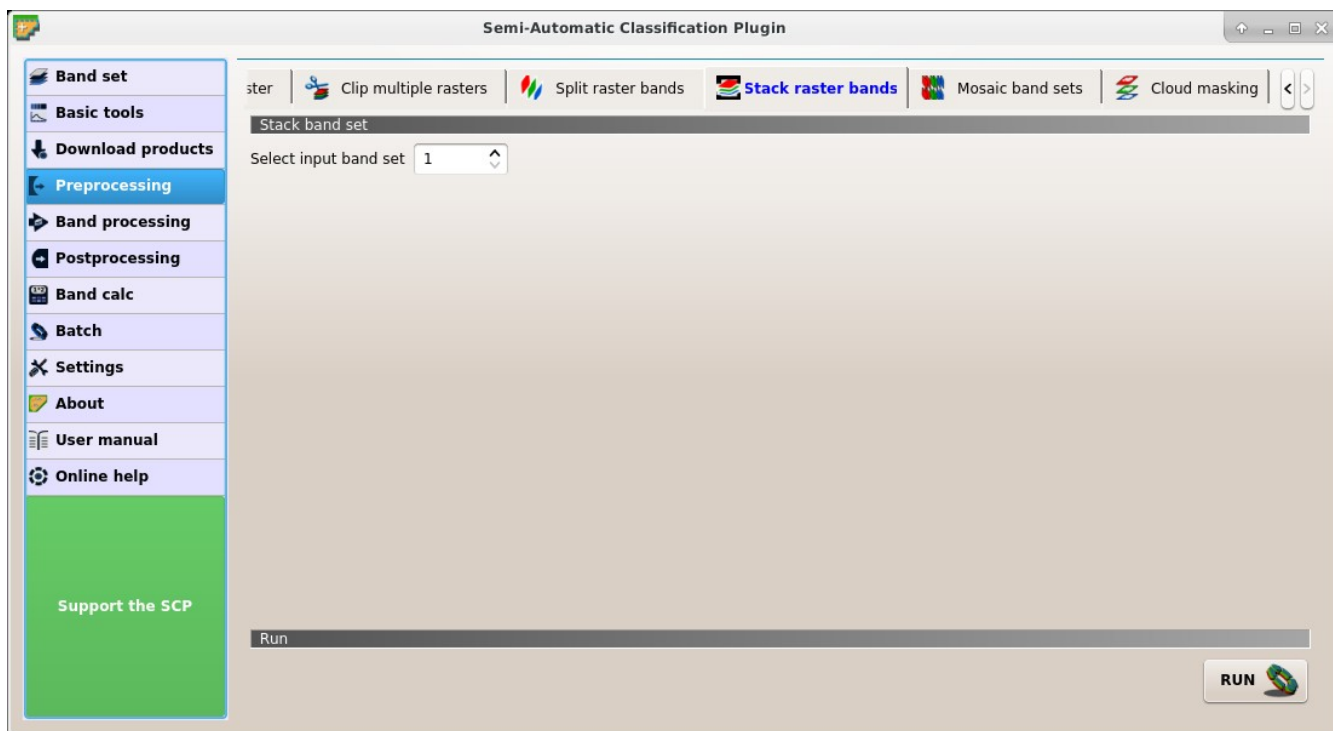 Semi-Automatic Classification Plugin
Band set
Basic tools
Download products
Preprocessing
Band processing
Postprocessing
Band calc
Batch
Settings
About
User manual
Online help
Support the SCP
ster Clip multiple rasters Split raster bands Stack raster bands Mosaic band sets Cloud masking < >
Stack band set
Select input band set 1
Run
RUN